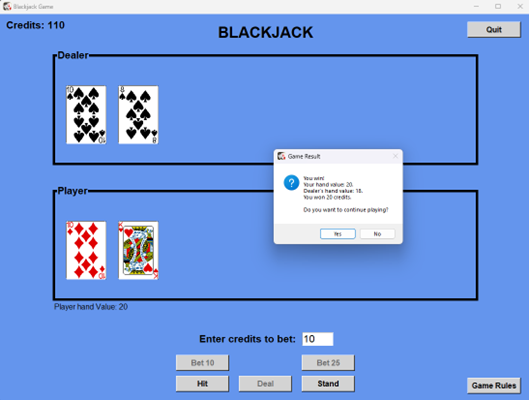 Blackjack Game
Credits: 110
BLACKJACK
Quit
Dealer
10
8
10
8
Game Result
You win!
Your hand value: 20.
Dealer's hand value: 18.
You won 20 credits.
Do you want to continue playing?
Yes
No
Player
10
K
10
K
Player hand Value: 20
Enter credits to bet: 10
Bet 10
Bet 25
Hit
Deal
Stand
Game Rules